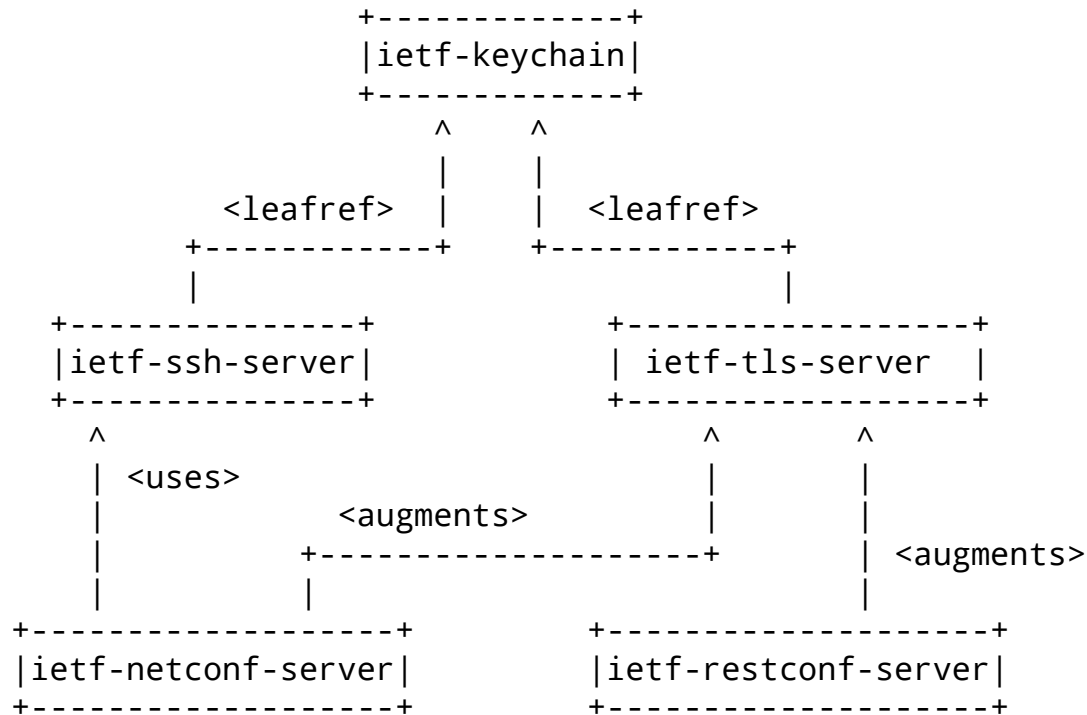 ietf-keychain
<leafref> <leafref>
ietf-ssh-server ietf-tls-server
<uses>
<augments>
<augments>
ietf-netconf-server ietf-restconf-server